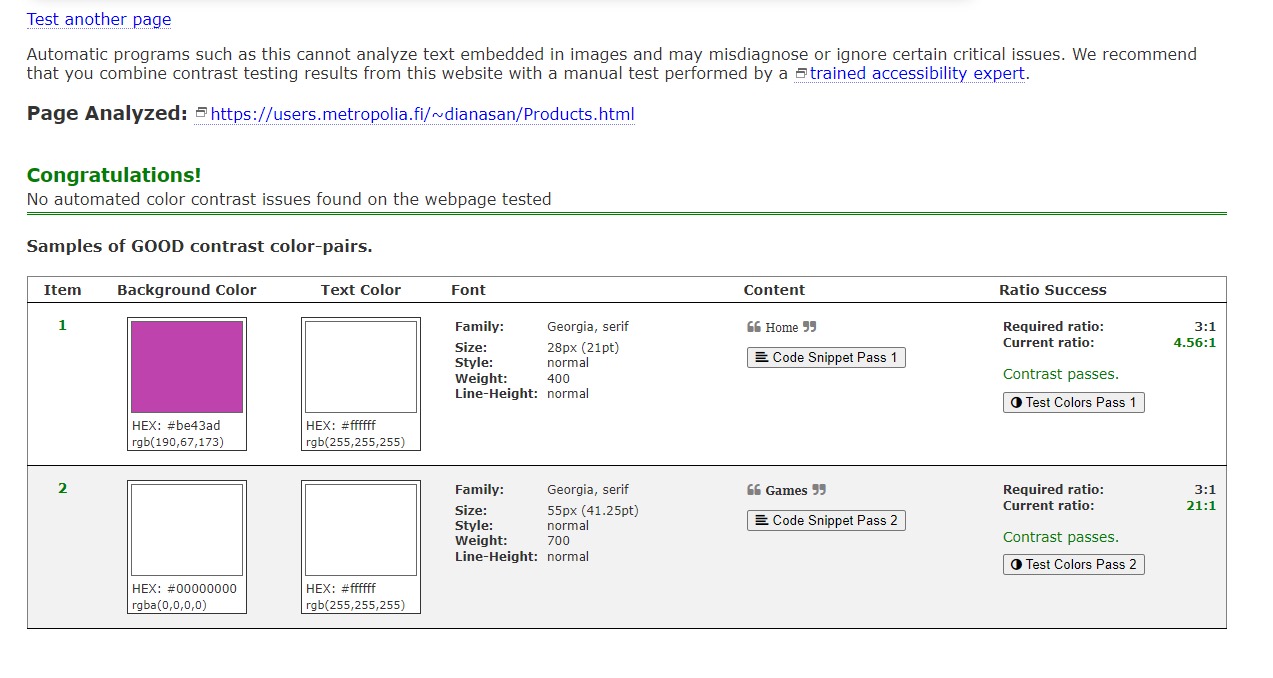 Test another page
Automatic programs such as this cannot analyze text embedded in images and may misdiagnose or ignore certain critical issues. We recommend
that you combine contrast testing results from this website with a manual test performed by a trained accessibility expert.
Page Analyzed: https://users.metropolia.fi/~dianasan/Products.html
Congratulations!
No automated color contrast issues found on the webpage tested
Samples of GOOD contrast color-pairs.
Item Background Color Text Color Font Content Ratio Success
1
HEX: #be43ad
rgb(190,67,173)
HEX: #ffffff
rgb(255,255,255)
Family: Georgia, serif
Size: 28px (21pt)
Style: normal
Weight: 400
Line-Height: normal
❝ Home ❞
Code Snippet Pass 1
Required ratio: 3:1
Current ratio: 4.56:1
Contrast passes.
Test Colors Pass 1
2
HEX: #00000000
rgba(0,0,0,0)
HEX: #ffffff
rgb(255,255,255)
Family: Georgia, serif
Size: 55px (41.25pt)
Style: normal
Weight: 700
Line-Height: normal
❝ Games ❞
Code Snippet Pass 2
Required ratio: 3:1
Current ratio: 21:1
Contrast passes.
Test Colors Pass 2